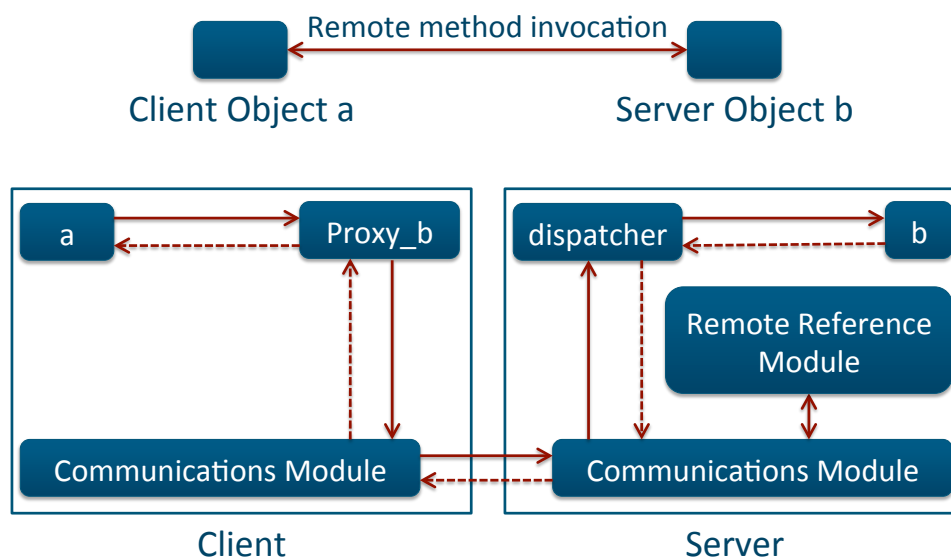 Remote method invocation
Client Object a
Server Object b
a
Proxy_b
dispatcher
b
Remote Reference
Module
Communications Module
Communications Module
Client
Server